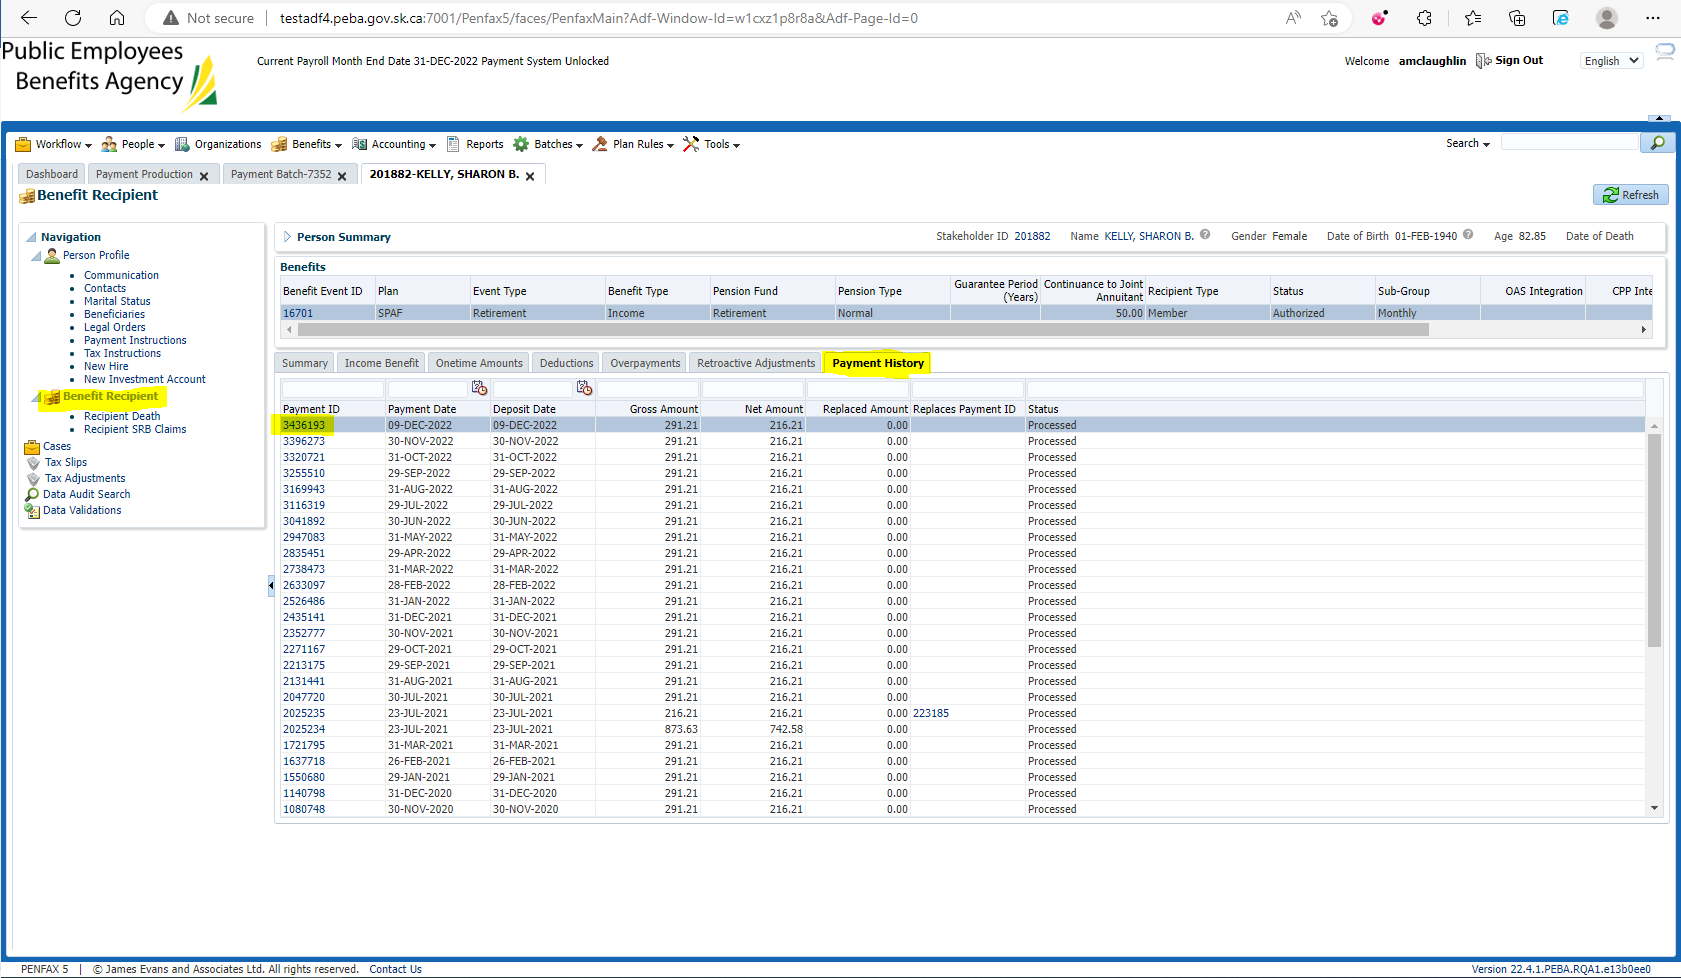 Not secure testadf4.peba.gov.sk.ca:7001/Penfax5/faces/PenfaxMain?Adf-Window-Id=w1cxz1p8r8a&Adf-Page-Id=0
Public Employees
Benefits Agency
Current Payroll Month End Date 31-DEC-2022 Payment System Unlocked
Welcome amclaughlin Sign Out English
Workflow People Organizations Benefits Accounting Reports Batches Plan Rules Tools Search
Dashboard Payment Production Payment Batch-7352 201882-KELLY, SHARON B.
Benefit Recipient Refresh
Navigation
Person Profile
Communication
Contacts
Marital Status
Beneficiaries
Legal Orders
Payment Instructions
Tax Instructions
New Hire
New Investment Account
Benefit Recipient
Recipient Death
Recipient SRB Claims
Cases
Tax Slips
Tax Adjustments
Data Audit Search
Data Validations
Person Summary Stakeholder ID 201882 Name KELLY, SHARON B. Gender Female Date of Birth 01-FEB-1940 Age 82.85 Date of Death
Benefits
Benefit Event ID Plan Event Type Benefit Type Pension Fund Pension Type Guarantee Period (Years) Continuance to Joint Annuitant Recipient Type Status Sub-Group OAS Integration CPP Inte
16701 SPAF Retirement Income Retirement Normal 50.00 Member Authorized Monthly
Summary Income Benefit Onetime Amounts Deductions Overpayments Retroactive Adjustments Payment History
Payment ID Payment Date Deposit Date Gross Amount Net Amount Replaced Amount Replaces Payment ID Status
3436193 09-DEC-2022 09-DEC-2022 291.21 216.21 0.00 Processed
3396273 30-NOV-2022 30-NOV-2022 291.21 216.21 0.00 Processed
3320721 31-OCT-2022 31-OCT-2022 291.21 216.21 0.00 Processed
3255510 29-SEP-2022 29-SEP-2022 291.21 216.21 0.00 Processed
3169943 31-AUG-2022 31-AUG-2022 291.21 216.21 0.00 Processed
3116319 29-JUL-2022 29-JUL-2022 291.21 216.21 0.00 Processed
3041892 30-JUN-2022 30-JUN-2022 291.21 216.21 0.00 Processed
2947083 31-MAY-2022 31-MAY-2022 291.21 216.21 0.00 Processed
2835451 29-APR-2022 29-APR-2022 291.21 216.21 0.00 Processed
2738473 31-MAR-2022 31-MAR-2022 291.21 216.21 0.00 Processed
2633097 28-FEB-2022 28-FEB-2022 291.21 216.21 0.00 Processed
2526486 31-JAN-2022 31-JAN-2022 291.21 216.21 0.00 Processed
2435141 31-DEC-2021 31-DEC-2021 291.21 216.21 0.00 Processed
2352777 30-NOV-2021 30-NOV-2021 291.21 216.21 0.00 Processed
2271167 29-OCT-2021 29-OCT-2021 291.21 216.21 0.00 Processed
2213175 29-SEP-2021 29-SEP-2021 291.21 216.21 0.00 Processed
2131441 31-AUG-2021 31-AUG-2021 291.21 216.21 0.00 Processed
2047720 30-JUL-2021 30-JUL-2021 291.21 216.21 0.00 Processed
2025235 23-JUL-2021 23-JUL-2021 216.21 216.21 0.00 223185 Processed
2025234 23-JUL-2021 23-JUL-2021 873.63 742.58 0.00 Processed
1721795 31-MAR-2021 31-MAR-2021 291.21 216.21 0.00 Processed
1637718 26-FEB-2021 26-FEB-2021 291.21 216.21 0.00 Processed
1550680 29-JAN-2021 29-JAN-2021 291.21 216.21 0.00 Processed
1140798 31-DEC-2020 31-DEC-2020 291.21 216.21 0.00 Processed
1080748 30-NOV-2020 30-NOV-2020 291.21 216.21 0.00 Processed
PENFAX 5 | © James Evans and Associates Ltd. All rights reserved. Contact Us Version 22.4.1.PEBA.RQA1.e13b0ee0